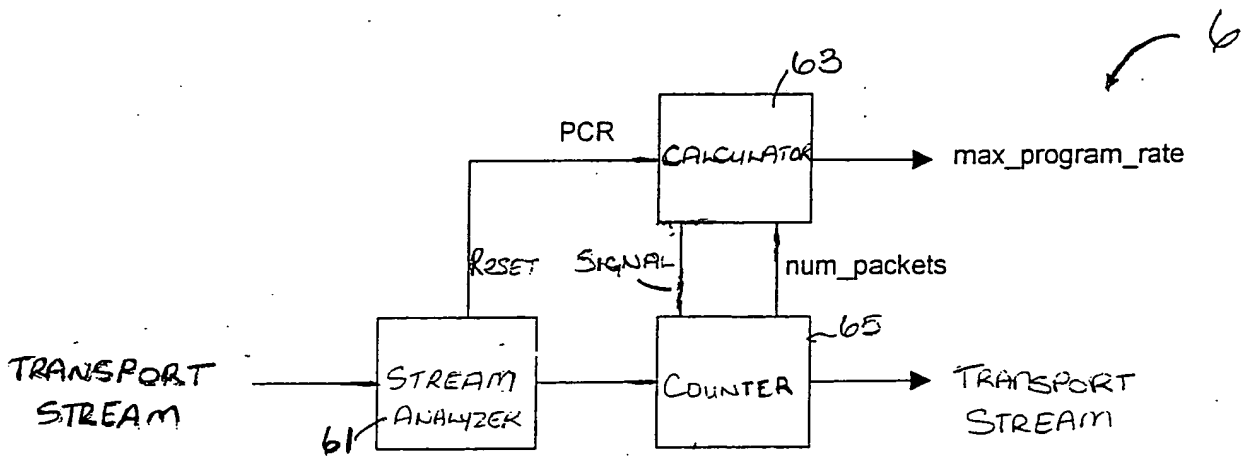 6
63
PCR
CALCULATOR
max_program_rate
RESET
SIGNAL
num_packets
65
TRANSPORT
STREAM
STREAM
ANALYZER
61
COUNTER
TRANSPORT
STREAM